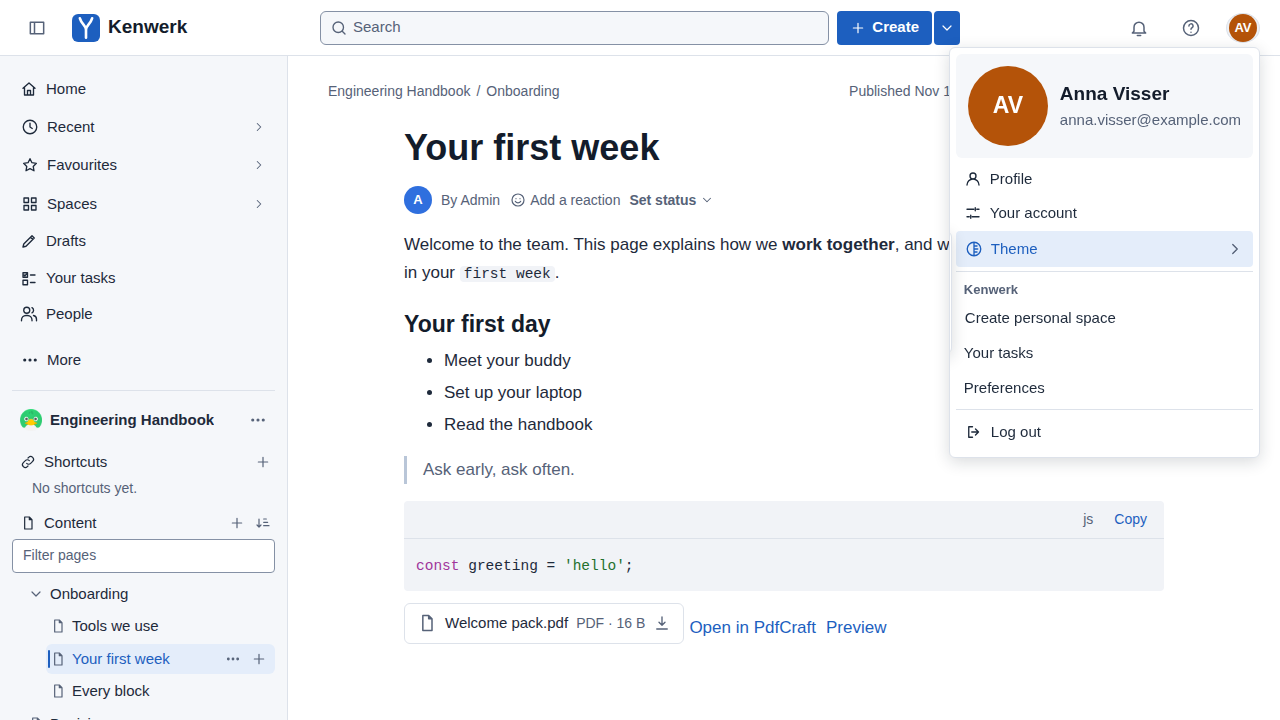 Kenwerk
Search
Create
AV
Home
Recent
Favourites
Spaces
Drafts
Your tasks
People
More
Engineering Handbook
Shortcuts
No shortcuts yet.
Content
Filter pages
Onboarding
Tools we use
Your first week
Every block
Engineering Handbook / Onboarding
Published Nov 1
Your first week
A By Admin Add a reaction Set status
Welcome to the team. This page explains how we work together, and w
in your first week.
Your first day
• Meet your buddy
• Set up your laptop
• Read the handbook
Ask early, ask often.
js Copy
const greeting = 'hello';
Welcome pack.pdf PDF · 16 B Open in PdfCraft Preview
AV
Anna Visser
anna.visser@example.com
Profile
Your account
Theme
Kenwerk
Create personal space
Your tasks
Preferences
Log out